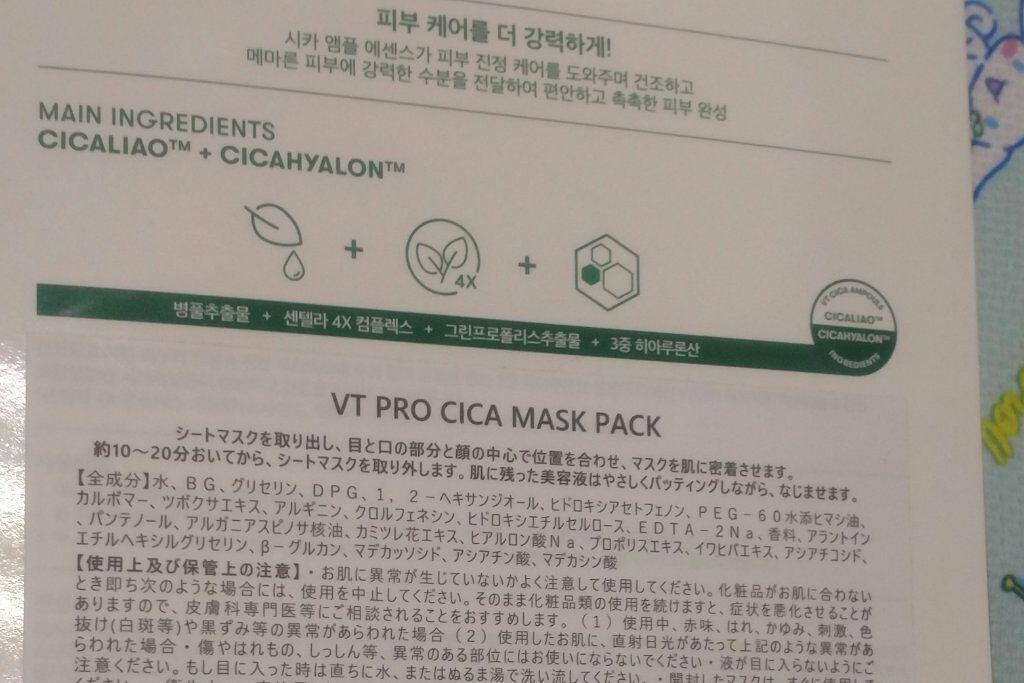 피부 케어를 더 강력하게!
시카 앰플 에센스가 피부 진정 케어를 도와주며 건조하고
메마른 피부에 강력한 수분을 전달하여 편안하고 촉촉한 피부 완성
MAIN INGREDIENTS
CICALIAO™ + CICAHYALON™
+ 4X +
병풀추출물 + 센텔라 4X 컴플렉스 + 그린프로폴리스추출물 + 3중 히아루론산
VT CICA AMPOULE
CICALIAO™
CICAHYALON™
INGREDIENTS
VT PRO CICA MASK PACK
シートマスクを取り出し、目と口の部分と顔の中心で位置を合わせ、マスクを肌に密着させます。
約10～20分おいてから、シートマスクを取り外します。肌に残った美容液はやさしくパッティングしながら、なじませます。
【全成分】水、ＢＧ、グリセリン、ＤＰＧ、１，２－ヘキサンジオール、ヒドロキシアセトフェノン、ＰＥＧ－６０水添ヒマシ油、
カルボマー、ツボクサエキス、アルギニン、クロルフェネシン、ヒドロキシエチルセルロース、ＥＤＴＡ－２Ｎａ、香料、アラントイン
、パンテノール、アルガニアスピノサ核油、カミツレ花エキス、ヒアルロン酸Ｎａ、プロポリスエキス、イワヒバエキス、アシアチコシド、
エチルヘキシルグリセリン、β－グルカン、マデカッソシド、アシアチン酸、マデカシン酸
【使用上及び保管上の注意】・お肌に異常が生じていないかよく注意して使用してください。化粧品がお肌に合わない
とき即ち次のような場合には、使用を中止してください。そのまま化粧品類の使用を続けますと、症状を悪化させることが
ありますので、皮膚科専門医等にご相談されることをおすすめします。（１）使用中、赤味、はれ、かゆみ、刺激、色
抜け(白斑等)や黒ずみ等の異常があらわれた場合（２）使用したお肌に、直射日光があたって上記のような異常があ
らわれた場合・傷やはれもの、しっしん等、異常のある部位にはお使いにならないでください・液が目に入らないようにご
注意ください。もし目に入った時は直ちに水、またはぬるま湯で洗い流してください。・開封したマスクは、すぐに使用して